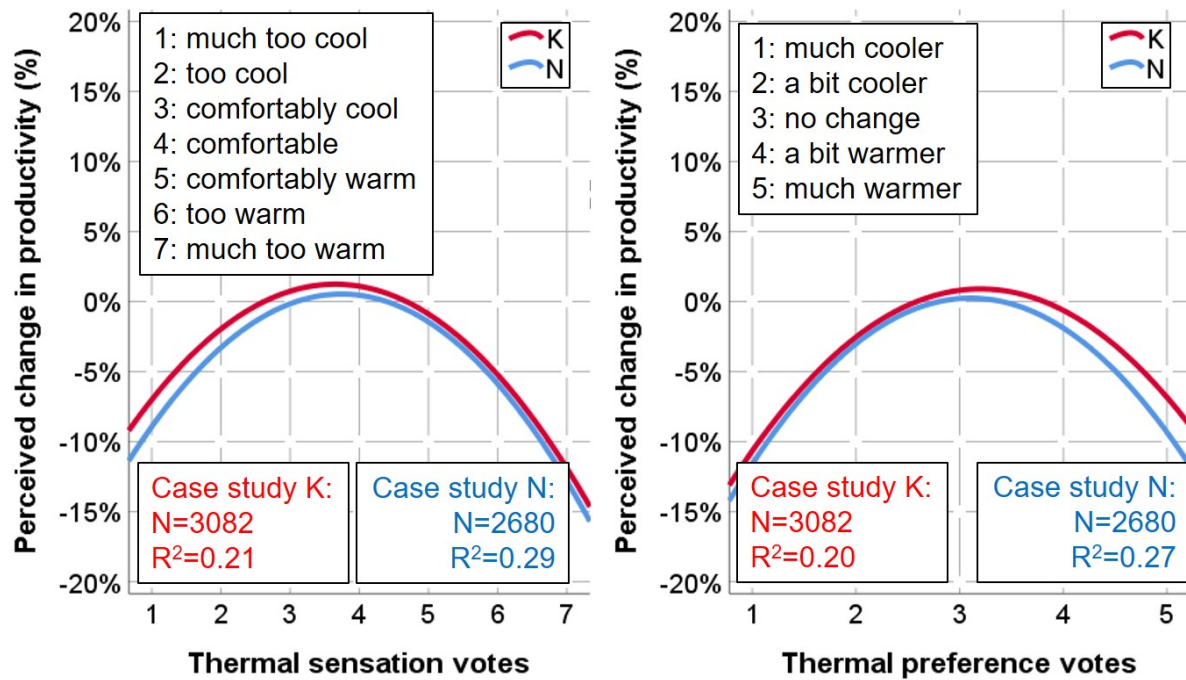 Perceived change in productivity (%)
20%
15%
10%
5%
0%
-5%
-10%
-15%
-20%
1: much too cool
2: too cool
3: comfortably cool
4: comfortable
5: comfortably warm
6: too warm
7: much too warm
K
N
Case study K:
N=3082
R²=0.21
Case study N:
N=2680
R²=0.29
1 2 3 4 5 6 7
Thermal sensation votes
Perceived change in productivity (%)
20%
15%
10%
5%
0%
-5%
-10%
-15%
-20%
1: much cooler
2: a bit cooler
3: no change
4: a bit warmer
5: much warmer
K
N
Case study K:
N=3082
R²=0.20
Case study N:
N=2680
R²=0.27
1 2 3 4 5
Thermal preference votes